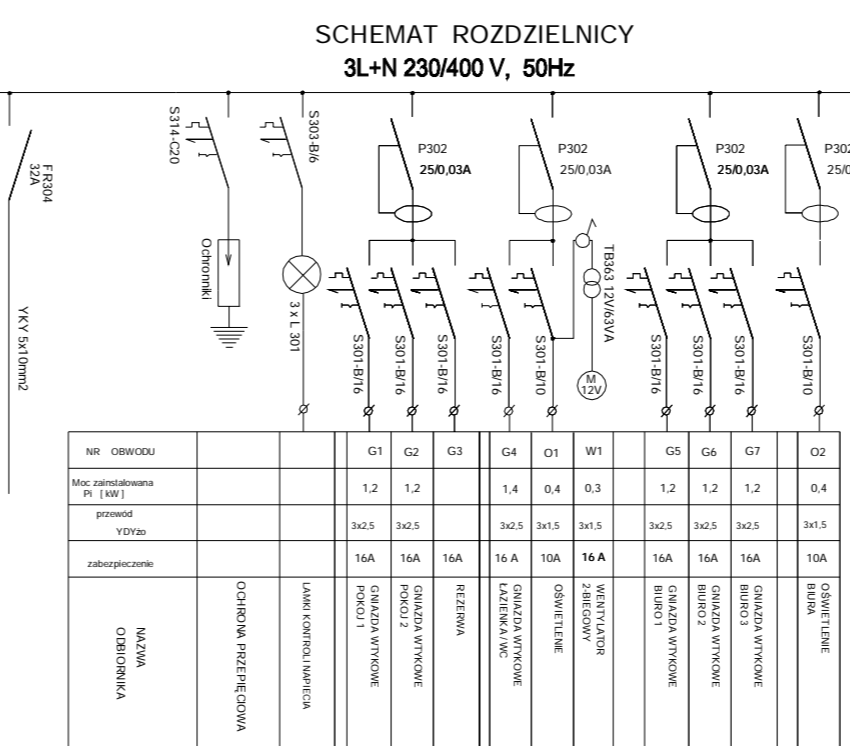 SCHEMAT ROZDZIELNICY
3L+N 230/400 V, 50Hz
FR304
32A
YKY 5x10mm2
S314-C20
Ochronniki
S303-B/6
3 x L 301
P302
25/0,03A
P302
25/0,03A
P302
25/0,03A
P302
25/0
TB363 12V/63VA
M
12V
S301-B/16
S301-B/16
S301-B/16
S301-B/16
S301-B/10
S301-B/16
S301-B/16
S301-B/16
S301-B/10
NR OBWODU G1 G2 G3 G4 O1 W1 G5 G6 G7 O2
Moc zainstalowana
Pi [ kW ] 1,2 1,2 1,4 0,4 0,3 1,2 1,2 1,2 0,4
przewód
YDYżo 3x2,5 3x2,5 3x2,5 3x1,5 3x1,5 3x2,5 3x2,5 3x2,5 3x1,5
zabezpieczenie 16A 16A 16A 16 A 10A 16 A 16A 16A 16A 10A
NAZWA
ODBIORNIKA
OCHRONA PRZEPIĘCIOWA
LAMKI KONTROLI NAPIECIA
GNIAZDA WTYKOWE
POKOJ 1
GNIAZDA WTYKOWE
POKOJ 2
REZERWA
GNIAZDA WTYKOWE
ŁAZIENKA / WC
OŚWIETLENIE
WENTYLATOR
2-BIEGOWY
GNIAZDA WTYKOWE
BIURO 1
GNIAZDA WTYKOWE
BIURO 2
GNIAZDA WTYKOWE
BIURO 3
OŚWIETLENIE
BIURA